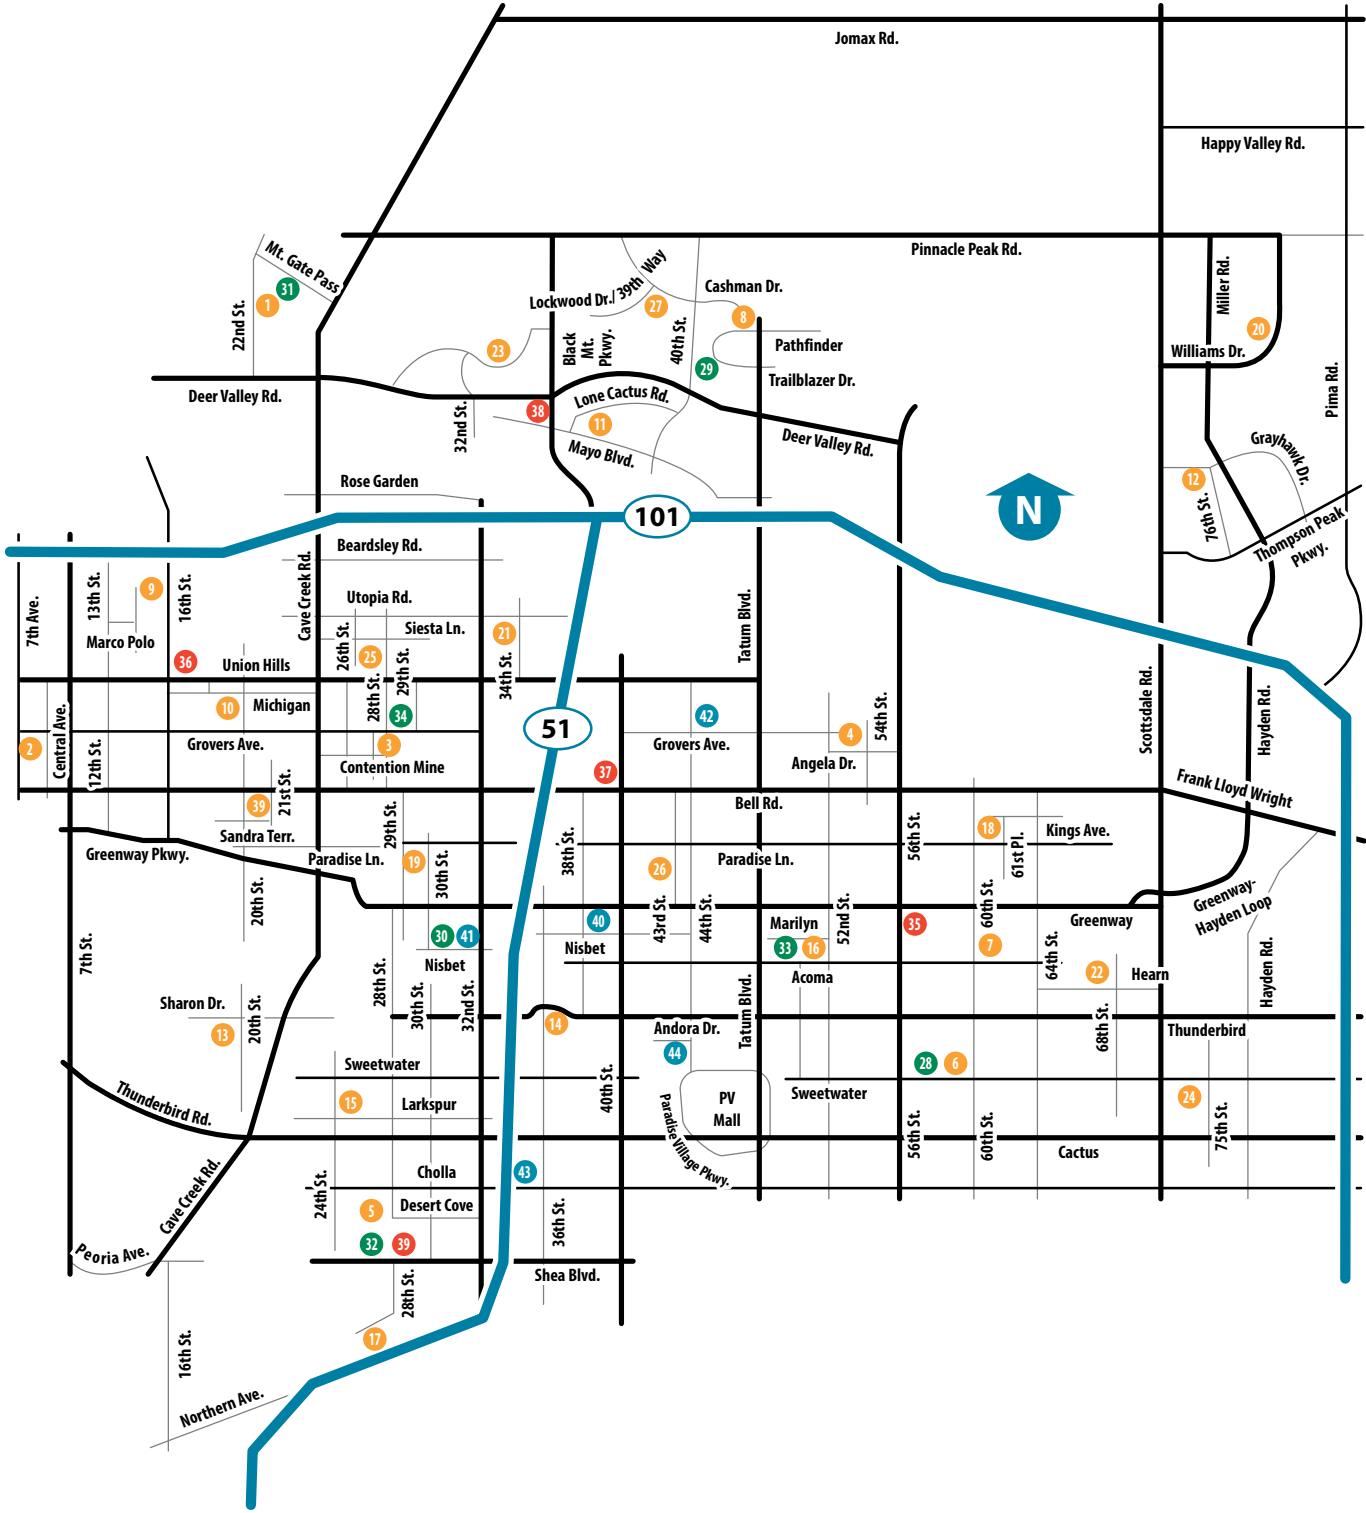 Jomax Rd.
Happy Valley Rd.
Pinnacle Peak Rd.
Mt. Gate Pass
31
1
22nd St.
Lockwood Dr./ 39th Way
27
Cashman Dr.
8
Miller Rd.
20
Williams Dr.
Pima Rd.
23
Black
Mt.
Pkwy.
40th St.
Pathfinder
29
Trailblazer Dr.
Deer Valley Rd.
32nd St.
38
Lone Cactus Rd.
11
Mayo Blvd.
Deer Valley Rd.
Grayhawk Dr.
12
76th St.
Thompson Peak
Pkwy.
Rose Garden
101
N
Beardsley Rd.
Cave Creek Rd.
7th Ave.
13th St.
9
16th St.
Marco Polo
Utopia Rd.
26th St.
Siesta Ln.
21
25
29th St.
34th St.
Tatum Blvd.
36
Union Hills
Scottsdale Rd.
Hayden Rd.
10
Michigan
28th St.
34
42
54th St.
51
Central Ave.
2
12th St.
Grovers Ave.
3
Contention Mine
Grovers Ave.
4
Angela Dr.
37
Frank Lloyd Wright
39
21st St.
Bell Rd.
Sandra Terr.
29th St.
38th St.
56th St.
18
61st Pl.
Kings Ave.
Greenway Pkwy.
Paradise Ln.
19
30th St.
26
Paradise Ln.
20th St.
43rd St.
44th St.
52nd St.
60th St.
Greenway-
Hayden Loop
40
Marilyn
35
Greenway
7th St.
30
41
Nisbet
33
16
7
64th St.
Nisbet
Acoma
22
Hearn
Hayden Rd.
28th St.
30th St.
32nd St.
Tatum Blvd.
68th St.
Sharon Dr.
20th St.
13
14
Andora Dr.
44
Thunderbird
Sweetwater
40th St.
28
6
Thunderbird Rd.
15
Larkspur
PV
Mall
Sweetwater
24
75th St.
Paradise Village Pkwy.
56th St.
60th St.
Cactus
Cave Creek Rd.
24th St.
Cholla
43
5
Desert Cove
36th St.
Peoria Ave.
32
39
Shea Blvd.
28th St.
16th St.
17
Northern Ave.